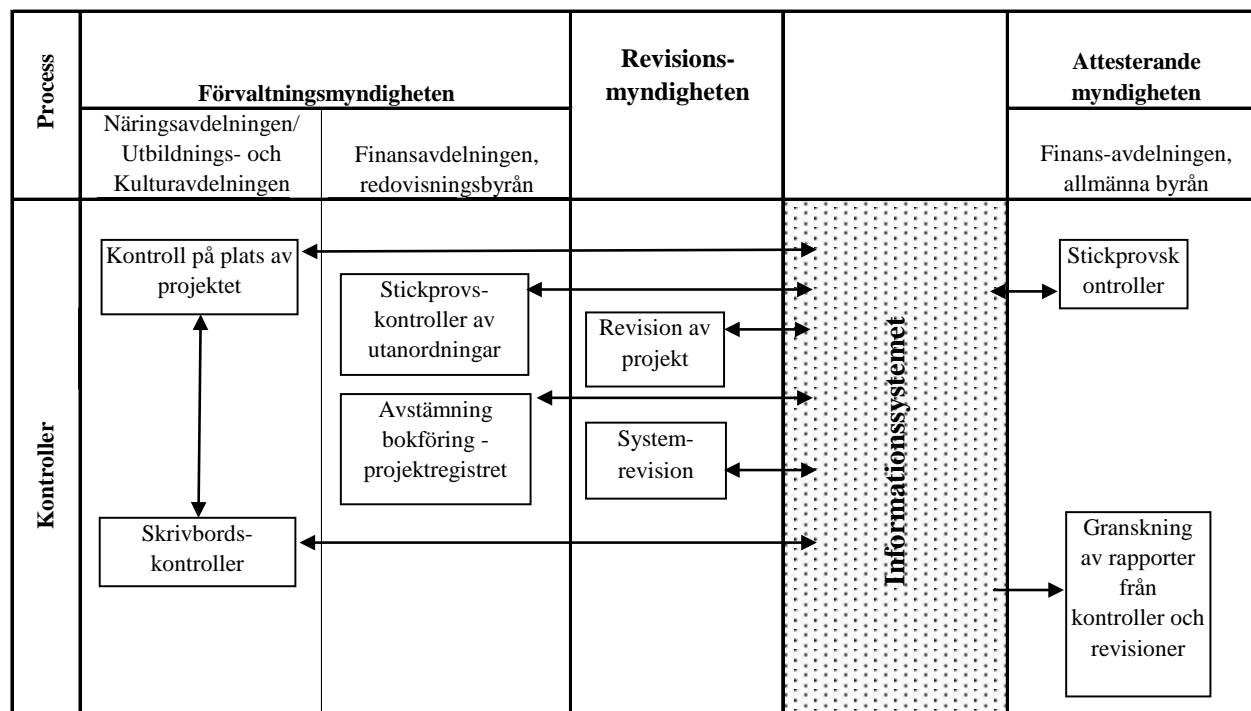 Process
Förvaltningsmyndigheten
Revisions-
myndigheten
Attesterande
myndigheten
Näringsavdelningen/
Utbildnings- och
Kulturavdelningen
Finansavdelningen,
redovisningsbyrån
Finans-avdelningen,
allmänna byrån
Kontroller
Kontroll på plats av
projektet
Skrivbords-
kontroller
Stickprovs-
kontroller av
utanordningar
Avstämning
bokföring -
projektregistret
Revision av
projekt
System-
revision
Informationssystemet
Stickprovsk
ontroller
Granskning
av rapporter
från
kontroller och
revisioner